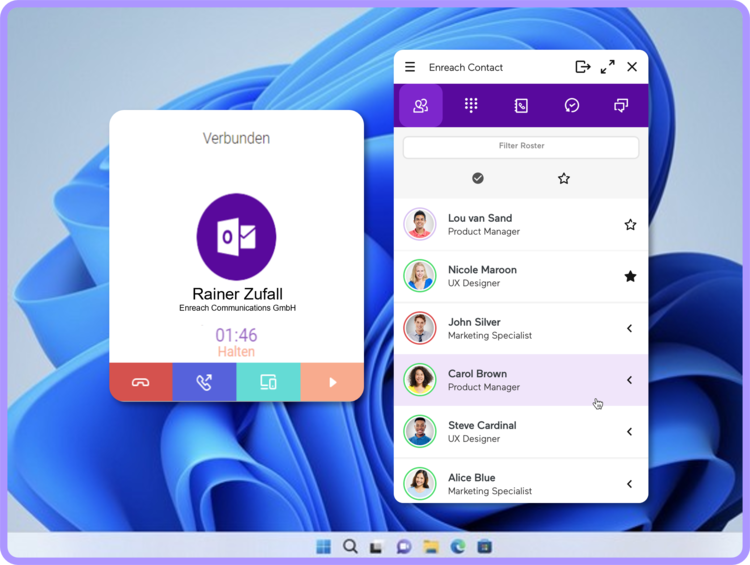 Verbunden
Rainer Zufall
Enreach Communications GmbH
01:46
Halten
Enreach Contact
Filter Roster
Lou van Sand
Product Manager
Nicole Maroon
UX Designer
John Silver
Marketing Specialist
Carol Brown
Product Manager
Steve Cardinal
UX Designer
Alice Blue
Marketing Specialist